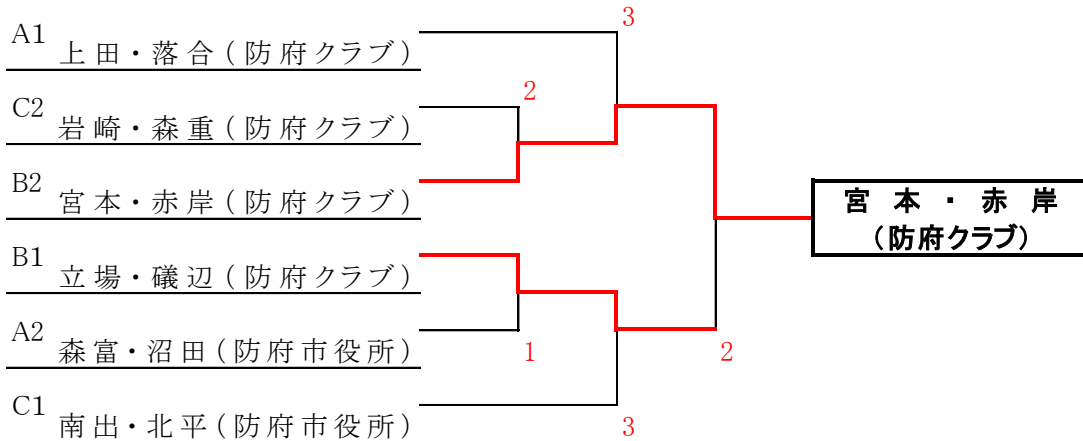 3
A1 上田・落合(防府クラブ)
2
C2 岩崎・森重(防府クラブ)
B2 宮本・赤岸(防府クラブ)
宮本・赤岸
(防府クラブ)
B1 立場・礒辺(防府クラブ)
A2 森富・沼田(防府市役所)
1
2
C1 南出・北平(防府市役所)
3